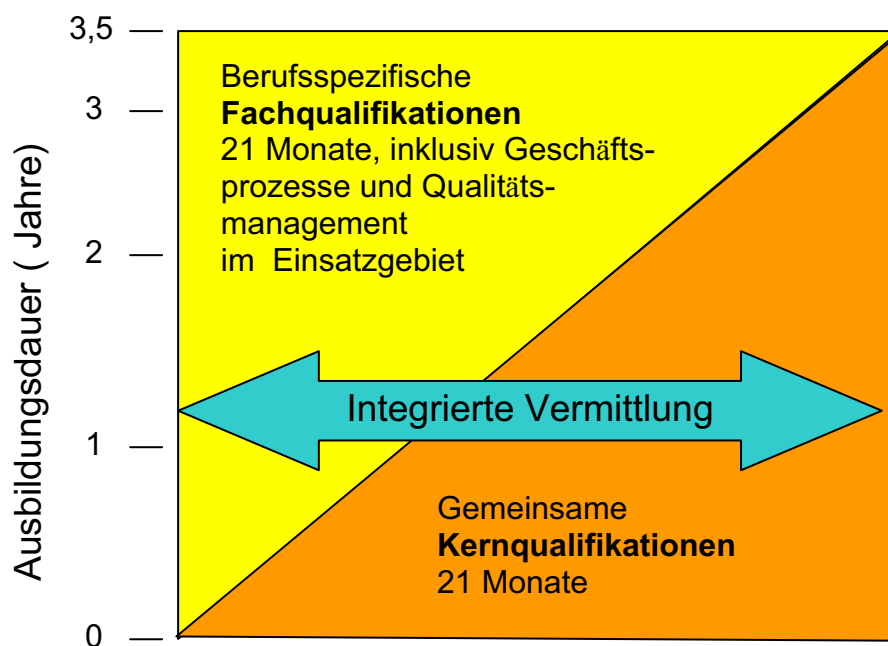 3,5
Berufsspezifische
Fachqualifikationen
21 Monate, inklusiv Geschäfts-
prozesse und Qualitäts-
management
im Einsatzgebiet
3
2
Ausbildungsdauer ( Jahre)
Integrierte Vermittlung
1
Gemeinsame
Kernqualifikationen
21 Monate
0